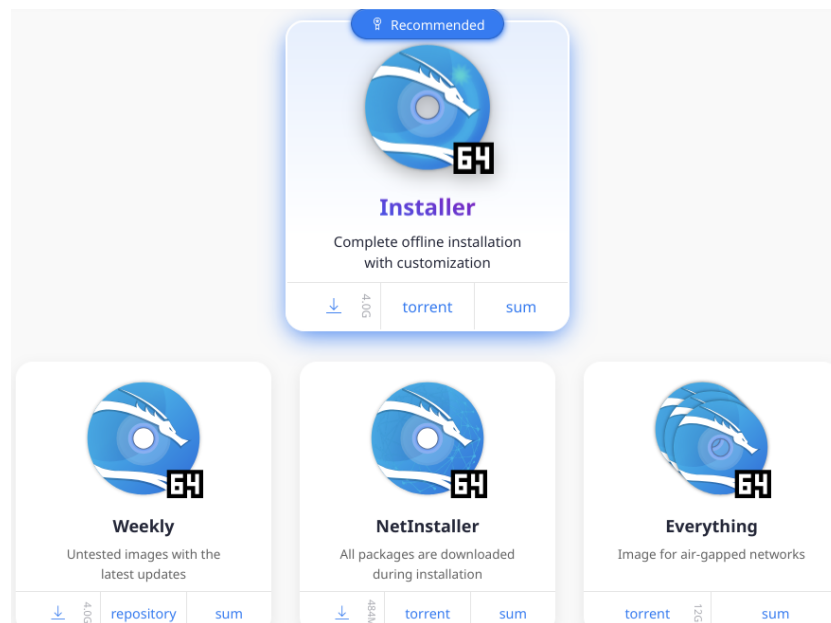 Recommended
64
Installer
Complete offline installation
with customization
4.0G
torrent
sum
64
64
64
Weekly
NetInstaller
Everything
Untested images with the
latest updates
All packages are downloaded
during installation
Image for air-gapped networks
4.0G
repository
sum
484M
torrent
sum
torrent
12G
sum